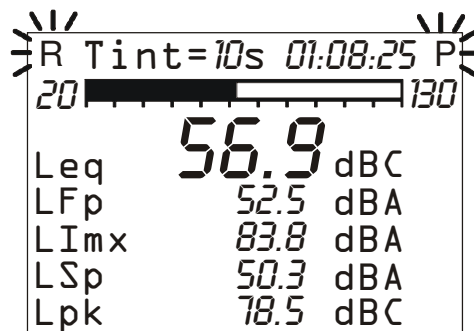 R Tint=10s 01:08:25 P
20 130
Leq 56.9 dBC
LFp 52.5 dBA
LImx 83.8 dBA
LSp 50.3 dBA
Lpk 78.5 dBC